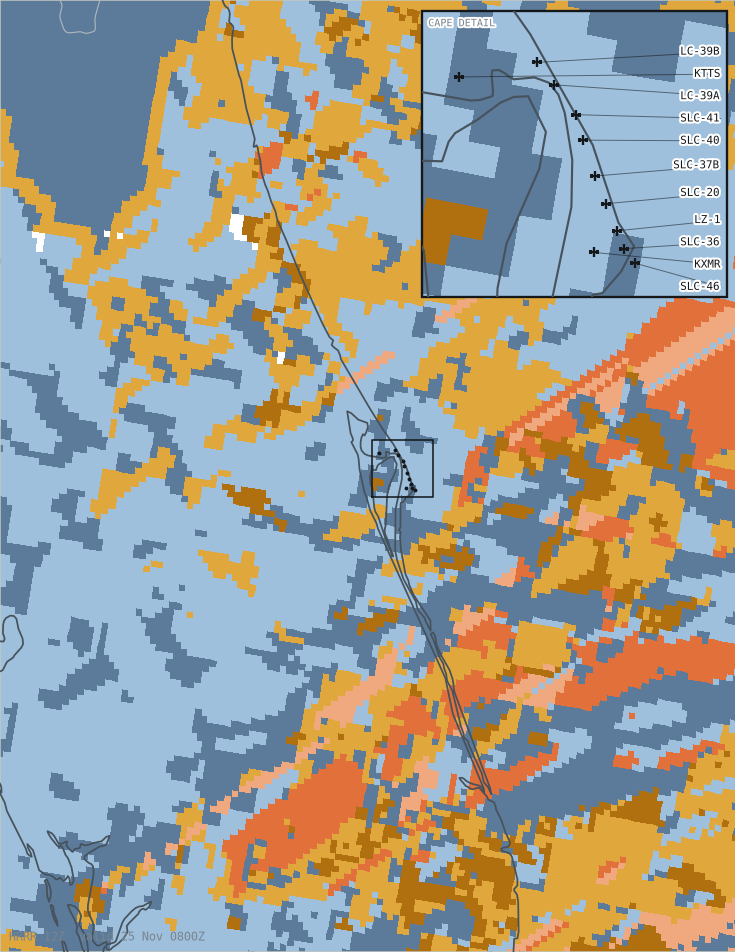 CAPE DETAIL
LC-39B
KTTS
LC-39A
SLC-41
SLC-40
SLC-37B
SLC-20
LZ-1
SLC-36
KXMR
SLC-46
25 Nov 0800Z